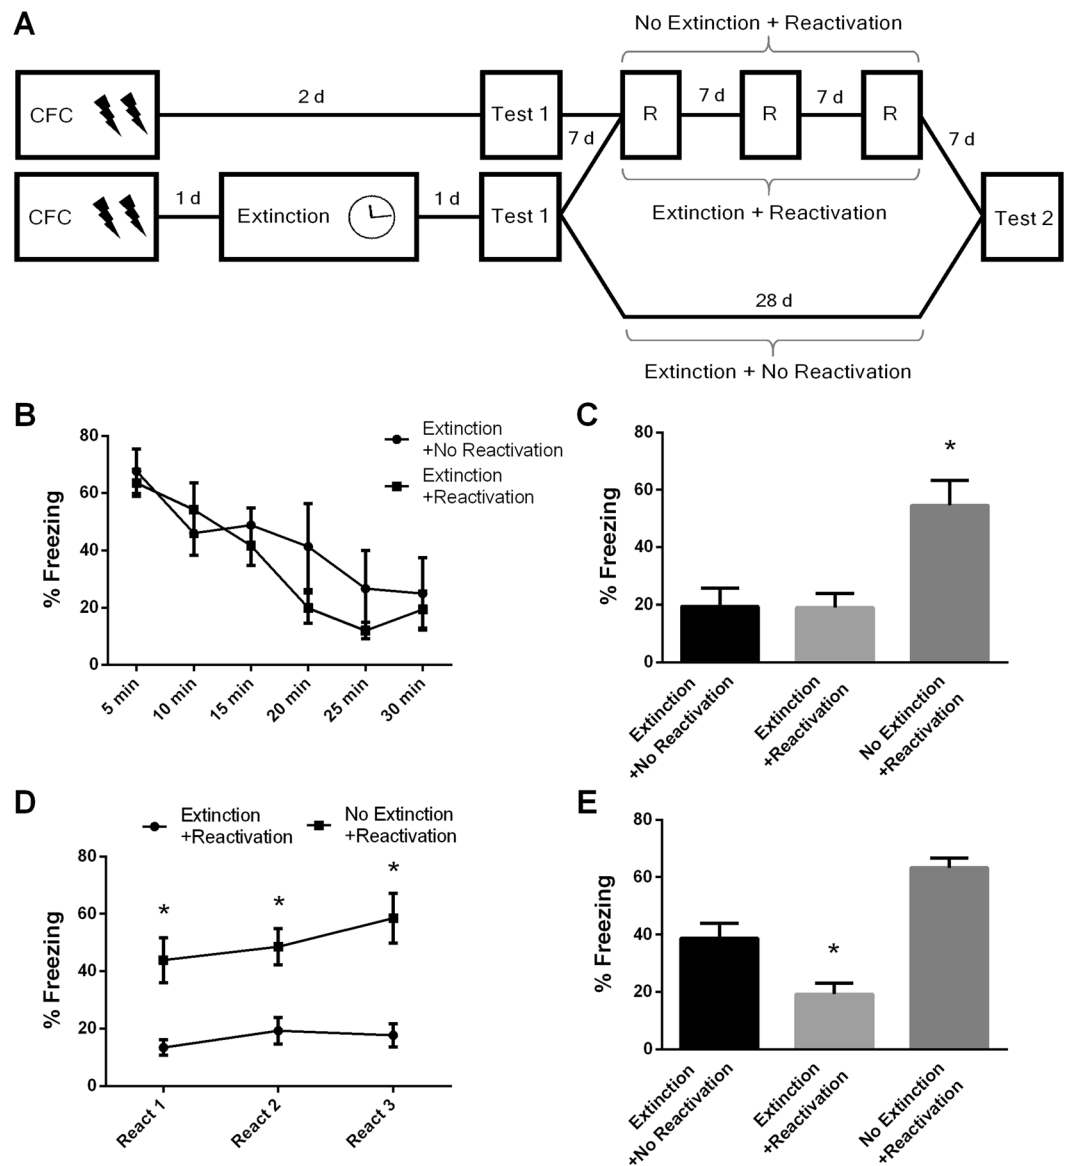 A
No Extinction + Reactivation
CFC
2 d
Test 1
R
7 d
R
7 d
R
7 d
7 d
CFC
1 d
Extinction
1 d
Test 1
Extinction + Reactivation
Test 2
28 d
Extinction + No Reactivation
B
% Freezing
80
60
40
20
0
5 min
10 min
15 min
20 min
25 min
30 min
Extinction
+No Reactivation
Extinction
+Reactivation
C
% Freezing
80
60
40
20
0
*
Extinction
+No Reactivation
Extinction
+Reactivation
No Extinction
+Reactivation
D
Extinction
+Reactivation
No Extinction
+Reactivation
% Freezing
80
60
40
20
0
*
*
*
React 1
React 2
React 3
E
% Freezing
80
60
40
20
0
*
Extinction
+No Reactivation
Extinction
+Reactivation
No Extinction
+Reactivation